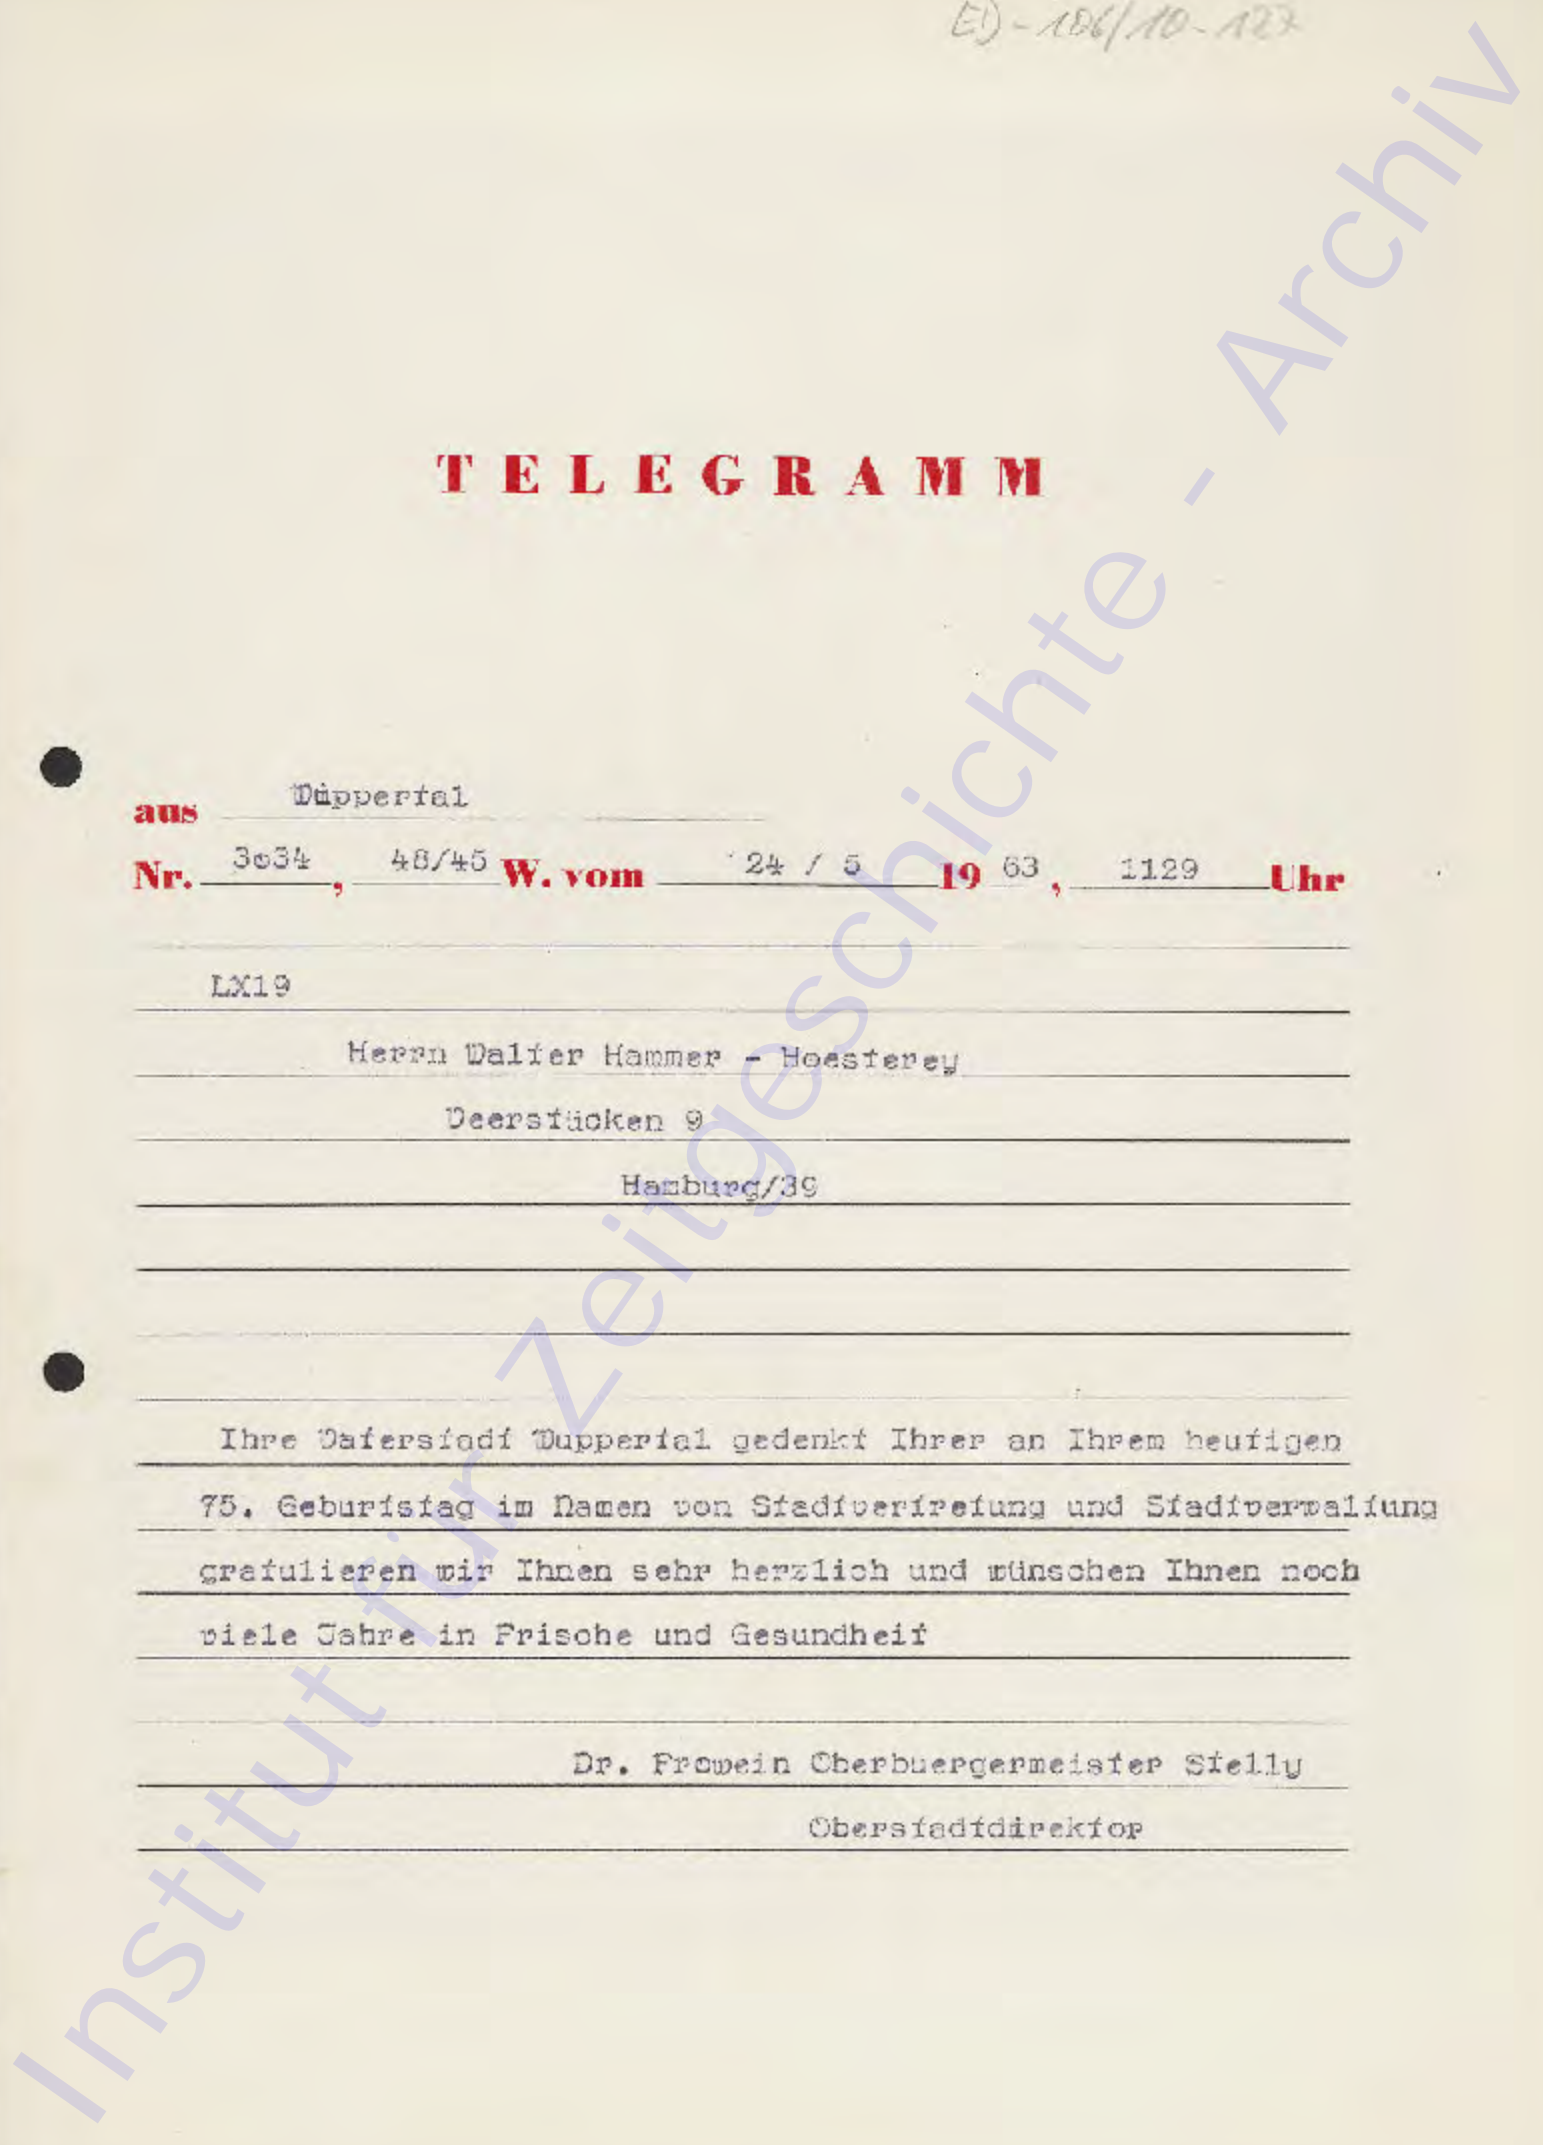 ED-106/10-127
TELEGRAMM
aus Wuppertal
Nr. 3o34, 48/45 W. vom 24 / 5 1963, 1129 Uhr
LX19
Herrn Walter Hammer - Hoesterey
Veerstücken 9
Hamburg/39
Ihre Vaterstadt Wuppertal gedenkt Ihrer an Ihrem heutigen
75. Geburtstag im Namen von Stadtvertretung und Stadtverwaltung
gratulieren wir Ihnen sehr herzlich und wünschen Ihnen noch
viele Jahre in Frische und Gesundheit
Dr. Frowein Oberbuergermeister Stelly
Oberstadtdirektor
Institut für Zeitgeschichte - Archiv